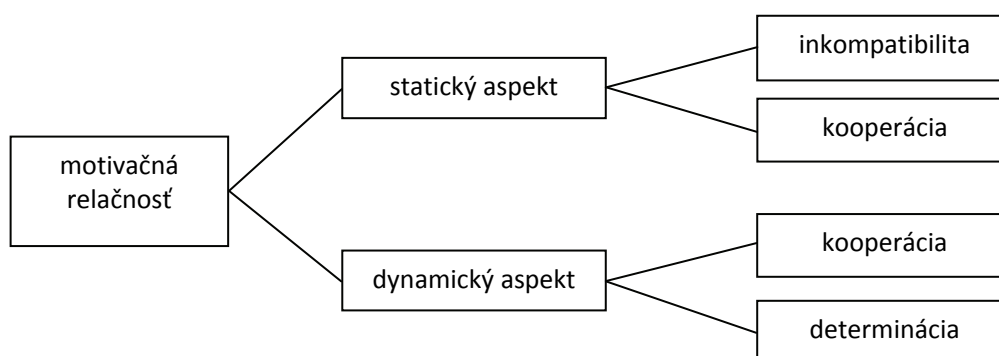 motivačná
relačnosť
statický aspekt
inkompatibilita
kooperácia
dynamický aspekt
kooperácia
determinácia